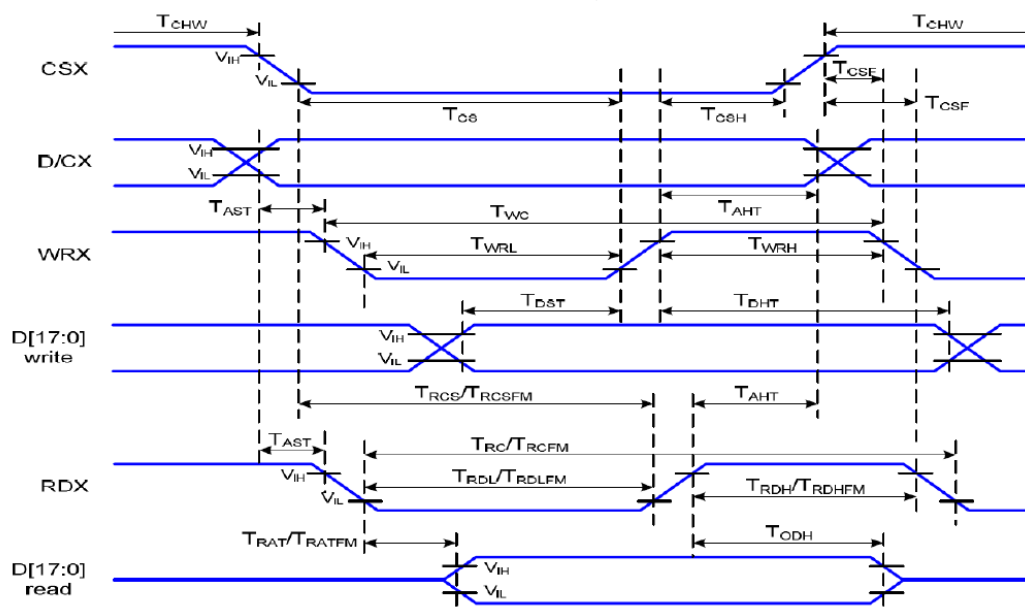 TCHW TCHW
CSX VIH TCSF
VIL TCS TCSH TCSF
D/CX VIH
VIL
TAST TWC TAHT
WRX VIH TWRL TWRH
VIL
TDST TDHT
D[17:0] write VIH
VIL
TRCS/TRCSFM TAHT
TAST TRC/TRCFM
RDX VIH TRDL/TRDLFM TRDH/TRDHFM
VIL
TRAT/TRATFM TODH
D[17:0] read VIH
VIL